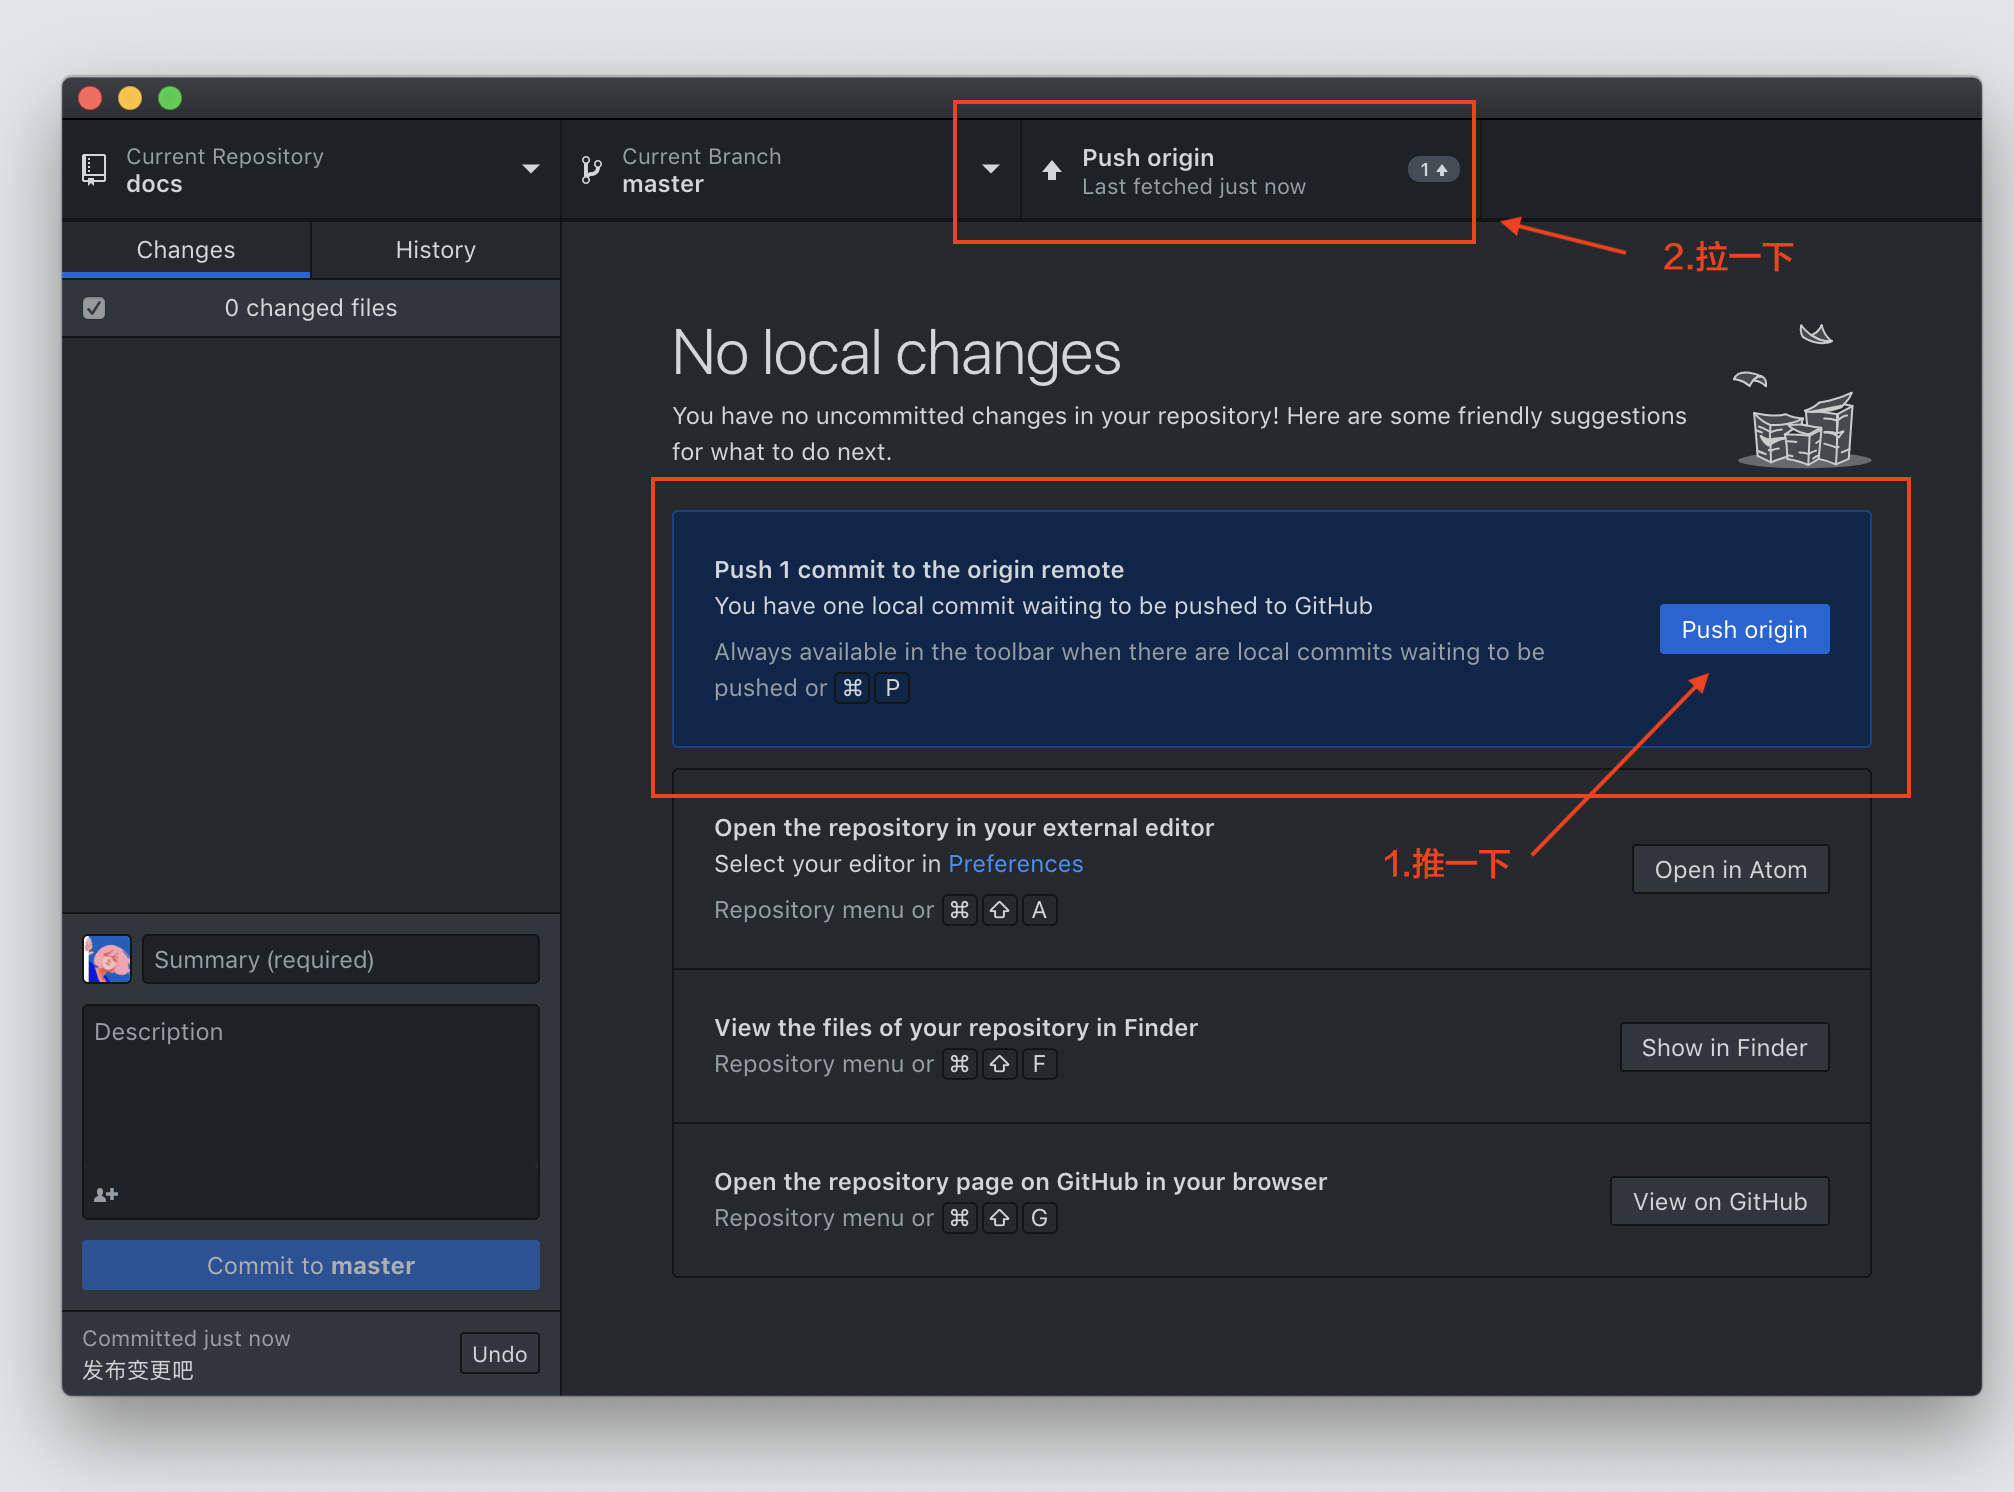 Current Repository
docs
Current Branch
master
Push origin
Last fetched just now
1
Changes
History
2.拉一下
0 changed files
No local changes
You have no uncommitted changes in your repository! Here are some friendly suggestions
for what to do next.
Push 1 commit to the origin remote
You have one local commit waiting to be pushed to GitHub
Always available in the toolbar when there are local commits waiting to be
pushed or ⌘ P
Push origin
1.推一下
Open the repository in your external editor
Select your editor in Preferences
Repository menu or ⌘ ⇧ A
Open in Atom
View the files of your repository in Finder
Repository menu or ⌘ ⇧ F
Show in Finder
Open the repository page on GitHub in your browser
Repository menu or ⌘ ⇧ G
View on GitHub
Summary (required)
Description
Commit to master
Committed just now
发布变更吧
Undo